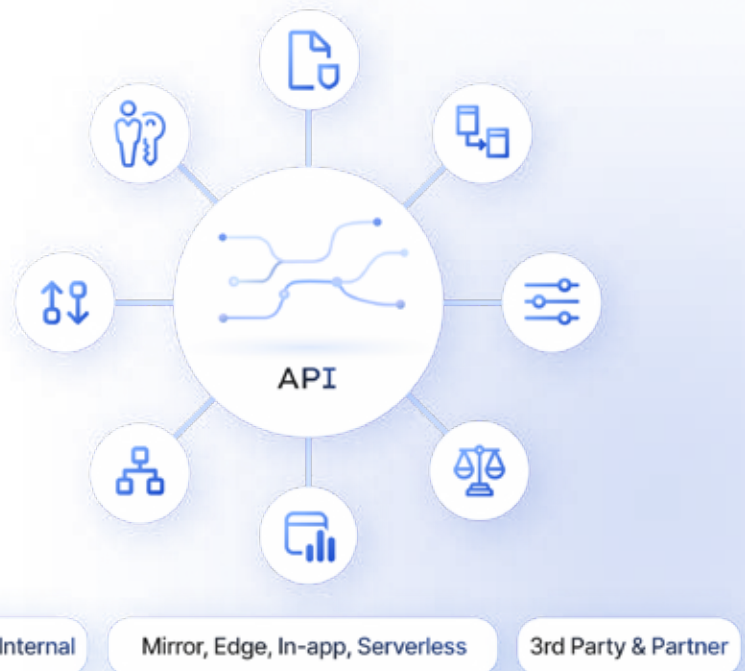 API
Internal
Mirror, Edge, In-app, Serverless
3rd Party & Partner